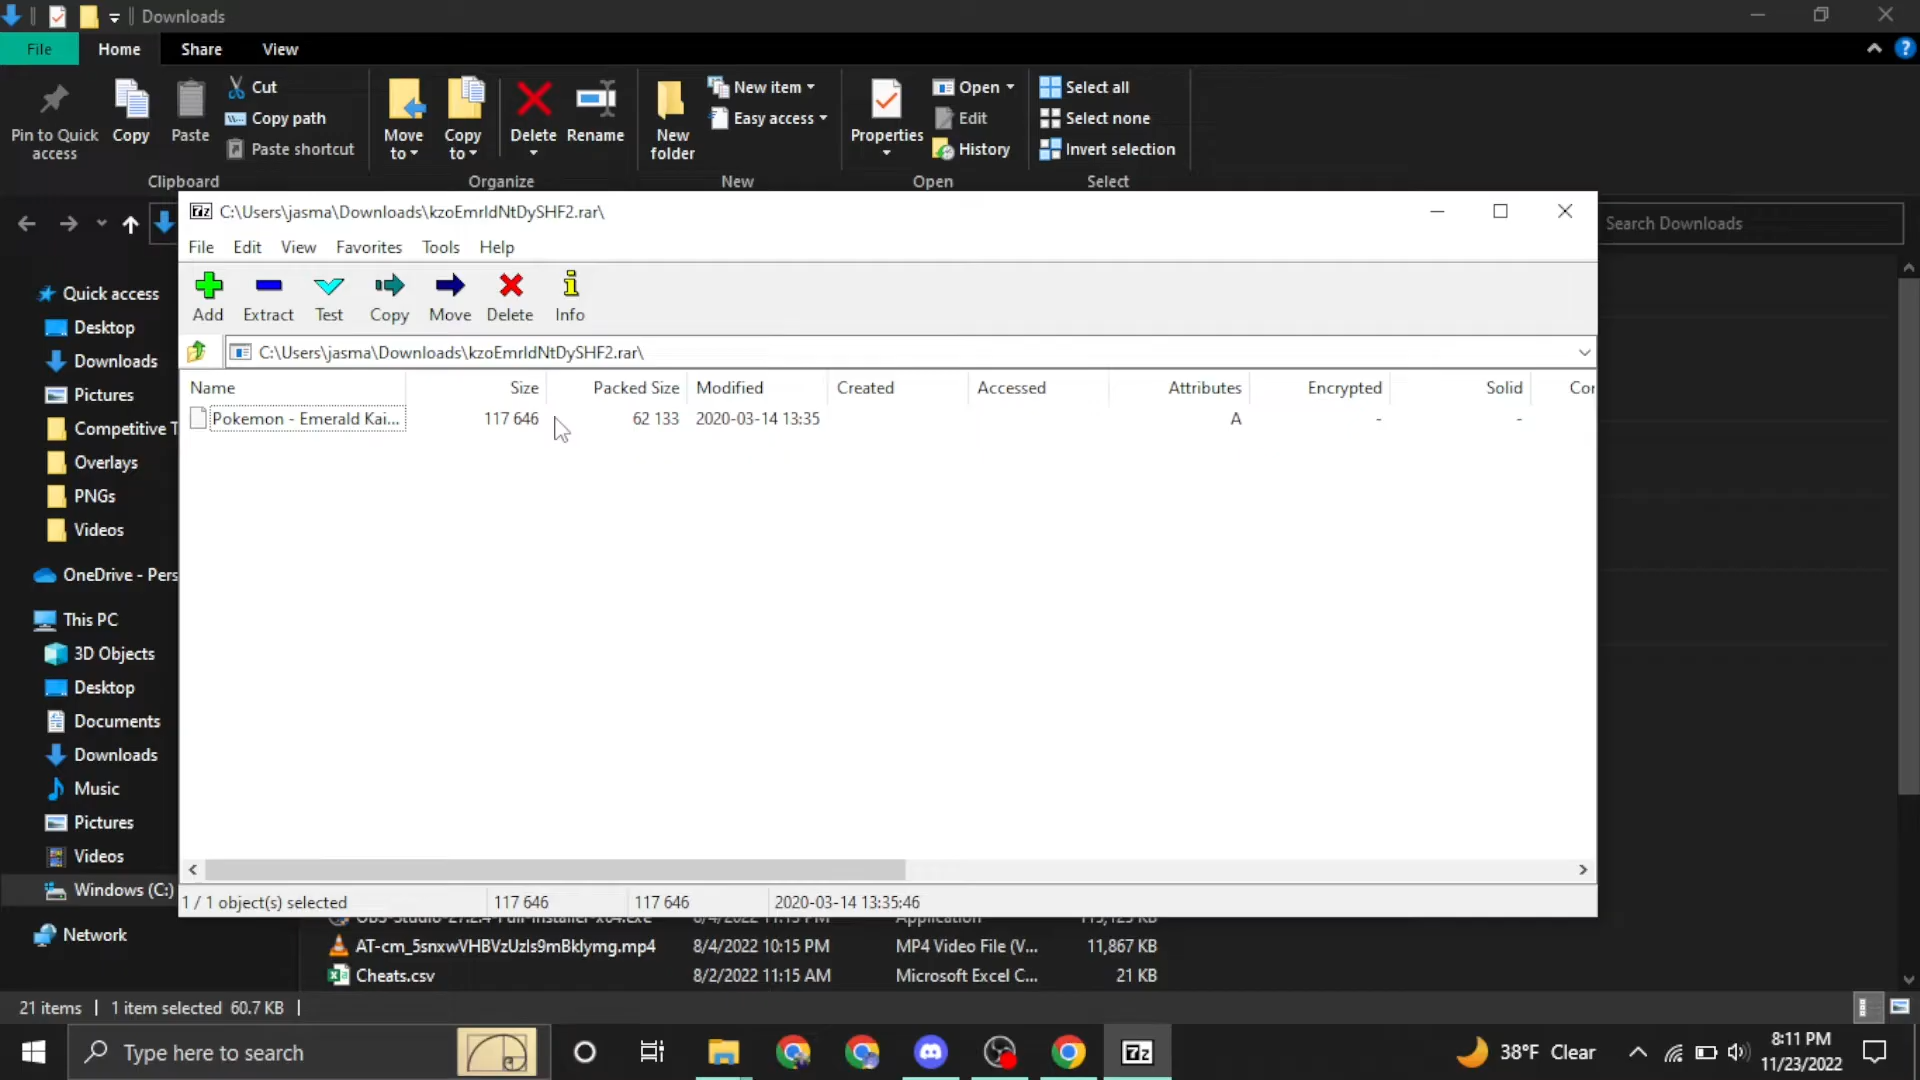 Downloads
File Home Share View
Pin to Quick access
Copy
Paste
Cut
Copy path
Paste shortcut
Clipboard
Move to
Copy to
Delete
Rename
Organize
New folder
New item
Easy access
New
Properties
Open
Edit
History
Open
Select all
Select none
Invert selection
Select
Search Downloads
Quick access
Desktop
Downloads
Pictures
Competitive T
Overlays
PNGs
Videos
OneDrive - Pers
This PC
3D Objects
Desktop
Documents
Downloads
Music
Pictures
Videos
Windows (C:)
Network
7z C:\Users\jasma\Downloads\kzoEmrldNtDySHF2.rar\
File Edit View Favorites Tools Help
Add Extract Test Copy Move Delete Info
C:\Users\jasma\Downloads\kzoEmrldNtDySHF2.rar\
Name Size Packed Size Modified Created Accessed Attributes Encrypted Solid Cor
Pokemon - Emerald Kai... 117 646 62 133 2020-03-14 13:35 A - -
1 / 1 object(s) selected 117 646 117 646 2020-03-14 13:35:46
AT-cm_5snxwVHBVzUzls9mBklymg.mp4 8/4/2022 10:15 PM MP4 Video File (V... 11,867 KB
Cheats.csv 8/2/2022 11:15 AM Microsoft Excel C... 21 KB
21 items 1 item selected 60.7 KB
Type here to search
7z
38°F Clear
8:11 PM
11/23/2022